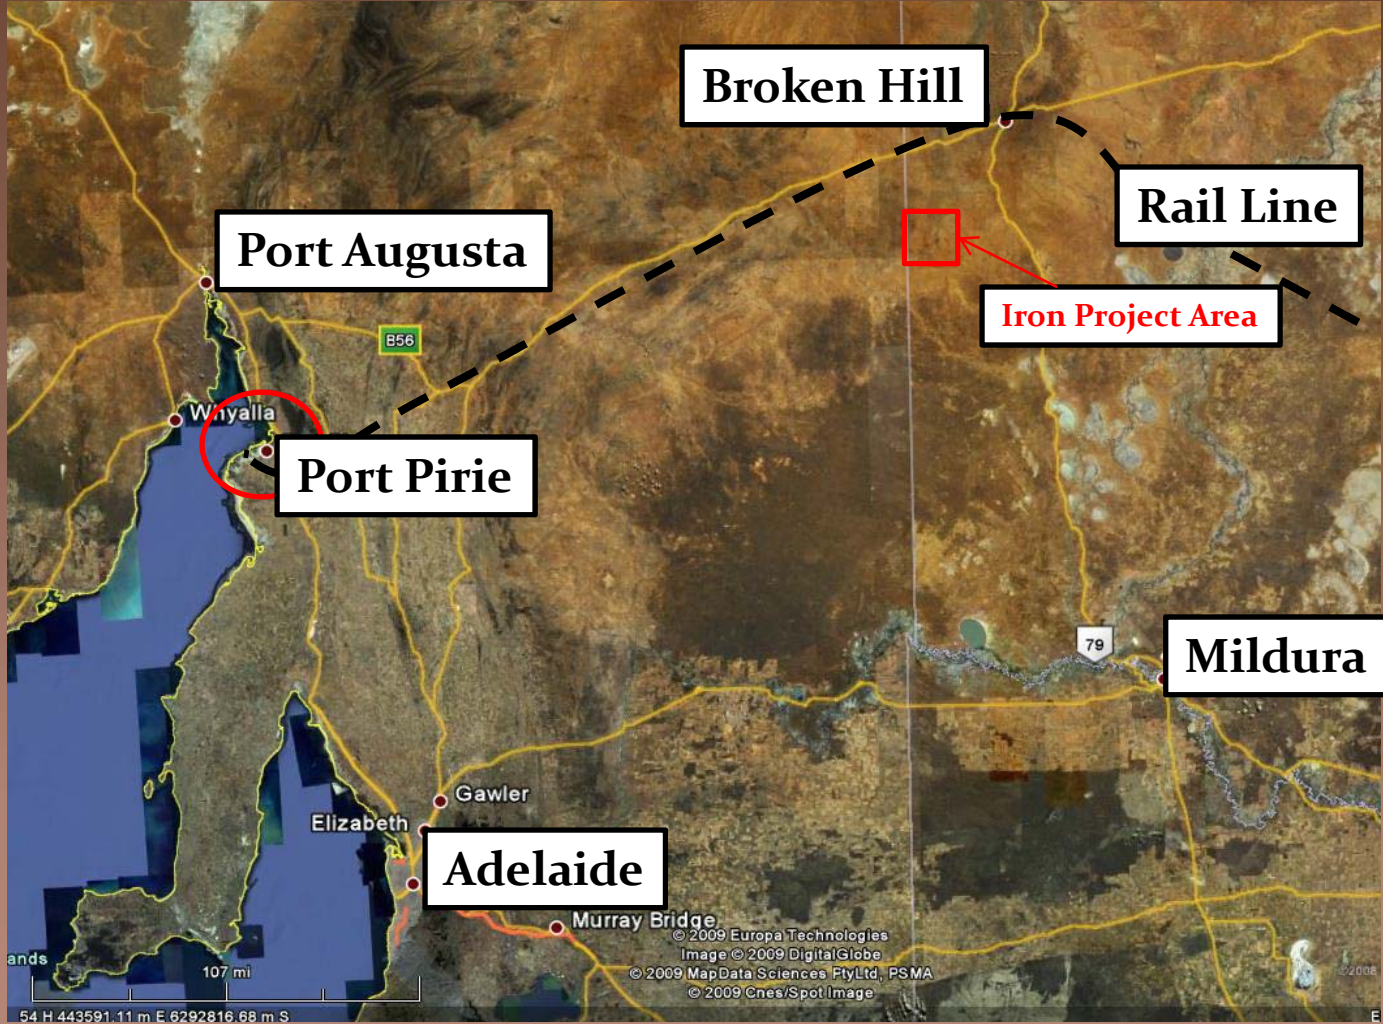 Broken Hill
Rail Line
Port Augusta
Iron Project Area
B56
Whyalla
Port Pirie
79
Mildura
Gawler
Elizabeth
Adelaide
Murray Bridge
© 2009 Europa Technologies
Image © 2009 DigitalGlobe
© 2009 MapData Sciences PtyLtd, PSMA
© 2009 Cnes/Spot Image
ands
107 mi
©2008
54 H 443591.11 m E 6292816.68 m S
E